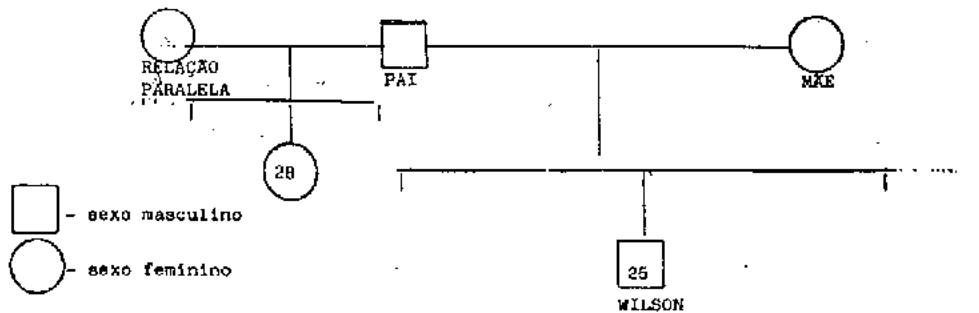 RELAÇÃO
PARALELA
PAI
MÃE
28
- sexo masculino
- sexo feminino
25
WILSON